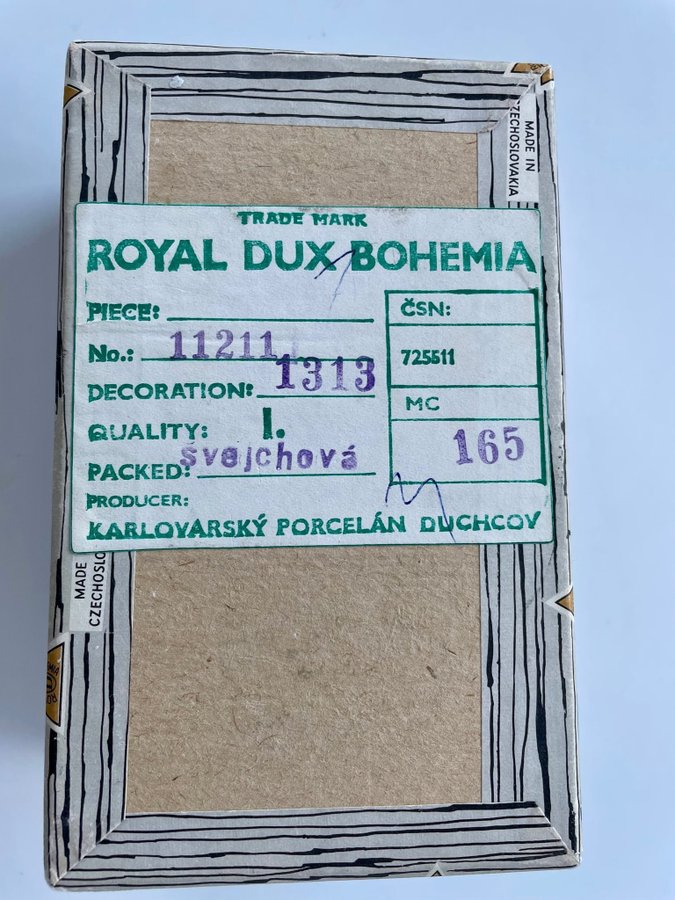 MADE IN
CZECHOSLOVAKIA
TRADE MARK
ROYAL DUX BOHEMIA
PIECE:
No.: 11211
DECORATION: 1313
QUALITY: I.
PACKED: Švejchová
PRODUCER:
KARLOVARSKÝ PORCELÁN DUCHCOV
ČSN:
725511
MC
165
MADE